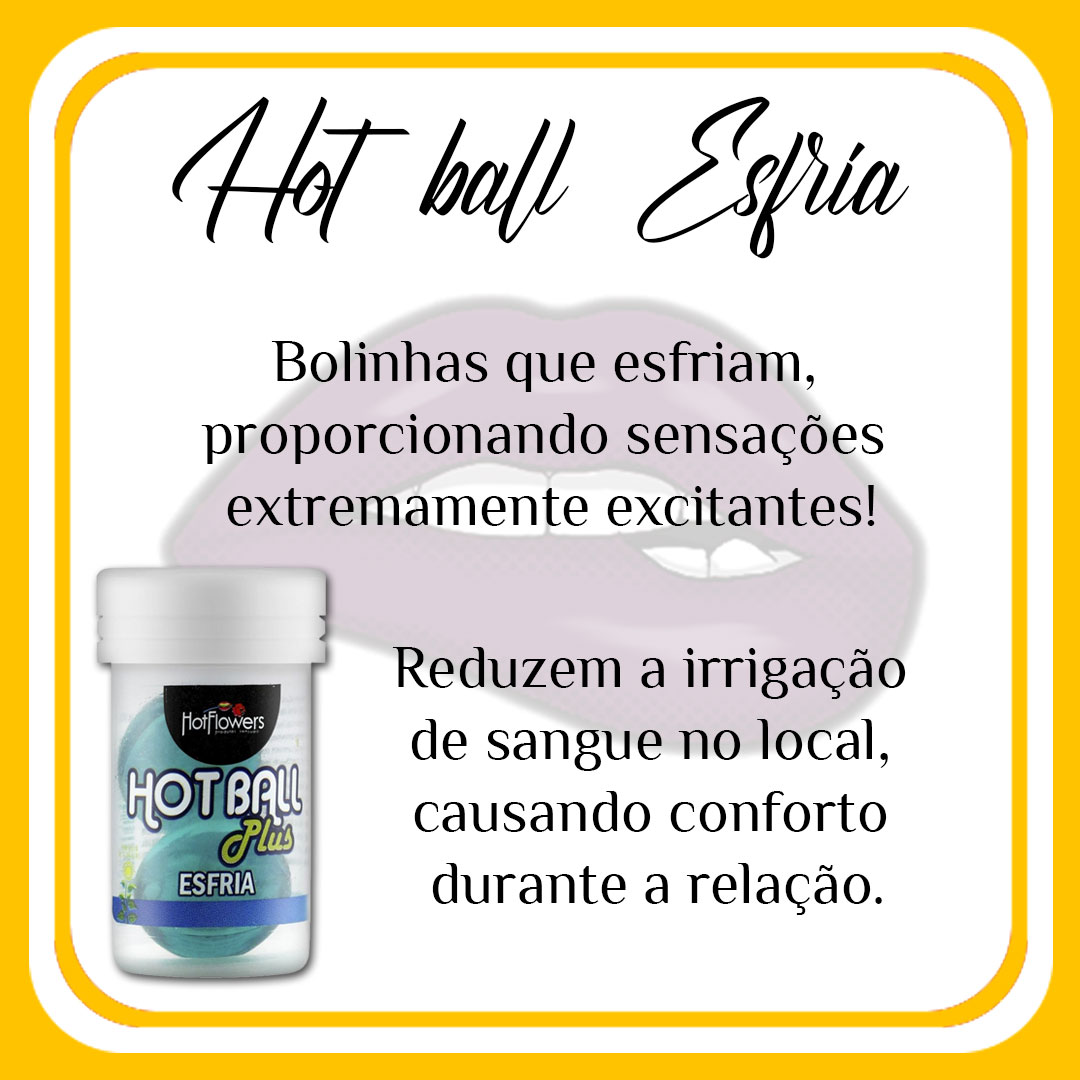 Hot ball Esfria
Bolinhas que esfriam,
proporcionando sensações
extremamente excitantes!
Reduzem a irrigação
de sangue no local,
causando conforto
durante a relação.
HotFlowers
HOT BALL
Plus
ESFRIA